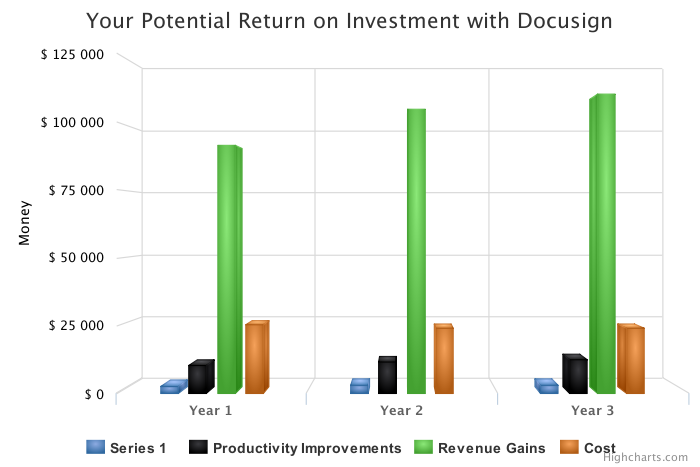 Your Potential Return on Investment with Docusign
$ 125 000
$ 100 000
$ 75 000
$ 50 000
$ 25 000
$ 0
Money
Year 1
Year 2
Year 3
Series 1
Productivity Improvements
Revenue Gains
Cost
Highcharts.com